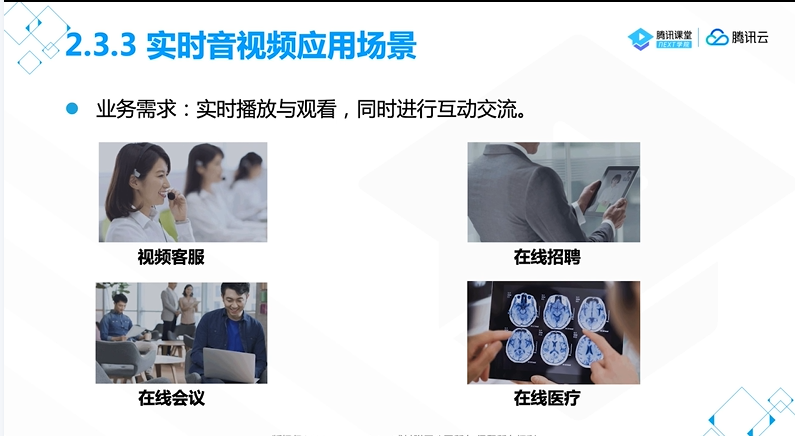 2.3.3 实时音视频应用场景
腾讯课堂
NEXT学院
腾讯云
业务需求：实时播放与观看，同时进行互动交流。
视频客服
在线招聘
在线会议
在线医疗